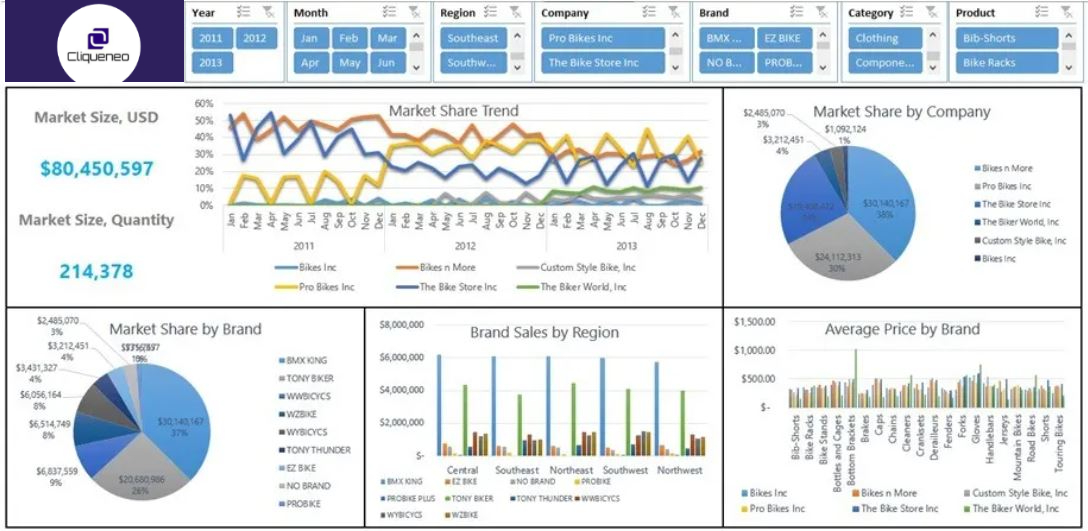 Cliqueneo
Year
2011 2012
2013
Month
Jan Feb Mar
Apr May Jun
Region
Southeast
Southw...
Company
Pro Bikes Inc
The Bike Store Inc
Brand
BMX ... EZ BIKE
NO B... PROB...
Category
Clothing
Compone...
Product
Bib-Shorts
Bike Racks
Market Size, USD
$80,450,597
Market Size, Quantity
214,378
Market Share Trend
60%
50%
40%
30%
20%
10%
0%
Jan Feb Mar Apr May Jun Jul Aug Sep Oct Nov Dec Jan Feb Mar Apr May Jun Jul Aug Sep Oct Nov Dec Jan Feb Mar Apr May Jun Jul Aug Sep Oct Nov Dec
2011 2012 2013
Bikes Inc Bikes n More Custom Style Bike, Inc
Pro Bikes Inc The Bike Store Inc The Biker World, Inc
Market Share by Company
$2,485,070
3%
$1,092,124
1%
$3,212,451
4%
$30,140,167
38%
$24,112,313
30%
Bikes n More
Pro Bikes Inc
The Bike Store Inc
The Biker World, Inc
Custom Style Bike, Inc
Bikes Inc
Market Share by Brand
$2,485,070
3%
$3,212,451
4%
$3,431,327
4%
$6,056,164
8%
$6,514,749
8%
$6,837,559
9%
$30,140,167
37%
$20,680,986
26%
BMX KING
TONY BIKER
WWBICYCS
WZBIKE
WYBICYCS
TONY THUNDER
EZ BIKE
NO BRAND
PROBIKE
Brand Sales by Region
$8,000,000
$6,000,000
$4,000,000
$2,000,000
$-
Central Southeast Northeast Southwest Northwest
BMX KING EZ BIKE NO BRAND PROBIKE
PROBIKE PLUS TONY BIKER TONY THUNDER WWBICYCS
WYBICYCS WZBIKE
Average Price by Brand
$1,500.00
$1,000.00
$500.00
$-
Bib-Shorts
Bike Racks
Bike Stands
Bottles and Cages
Bottom Brackets
Brakes
Caps
Chains
Cleaners
Cranksets
Derailleurs
Fenders
Forks
Gloves
Handlebars
Jerseys
Mountain Bikes
Road Bikes
Shorts
Touring Bikes
Bikes Inc Bikes n More Custom Style Bike, Inc
Pro Bikes Inc The Bike Store Inc The Biker World, Inc